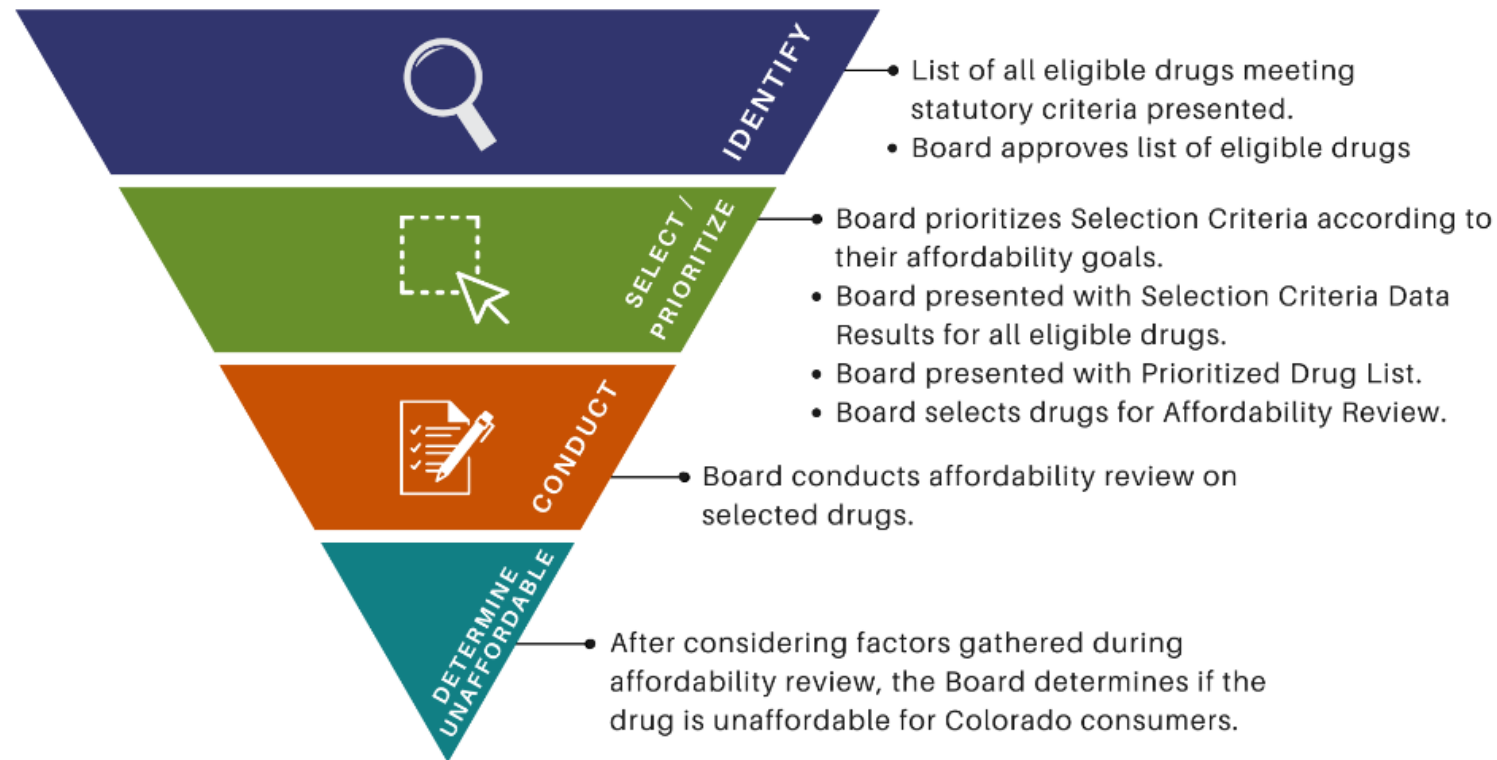 IDENTIFY
• List of all eligible drugs meeting
statutory criteria presented.
• Board approves list of eligible drugs
SELECT /
PRIORITIZE
• Board prioritizes Selection Criteria according to
their affordability goals.
• Board presented with Selection Criteria Data
Results for all eligible drugs.
• Board presented with Prioritized Drug List.
• Board selects drugs for Affordability Review.
CONDUCT
• Board conducts affordability review on
selected drugs.
DETERMINE
UNAFFORDABLE
• After considering factors gathered during
affordability review, the Board determines if the
drug is unaffordable for Colorado consumers.